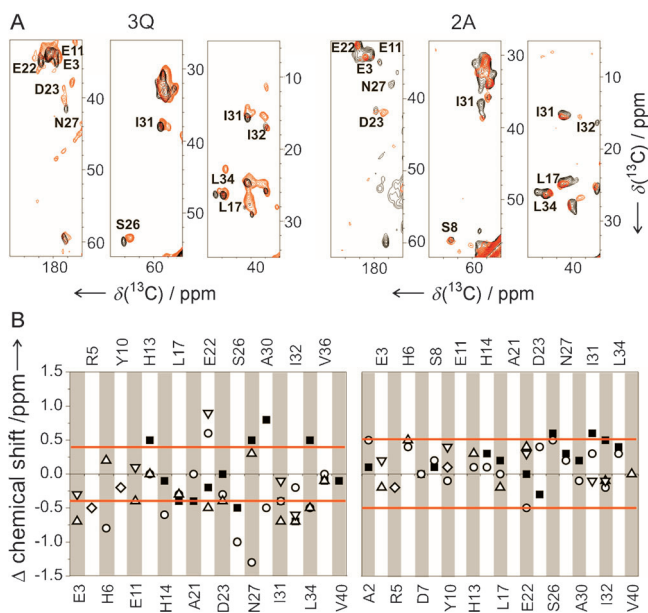 A
3Q
2A
E22
E11
E3
D23
N27
S26
I31
I31
I32
L34
L17
40
50
60
10
20
30
180
60
40
E22
E11
E3
N27
D23
I31
S8
I31
I32
L17
L34
30
40
50
60
10
20
30
180
60
40
← δ(¹³C) / ppm
← δ(¹³C) / ppm
← δ(¹³C) / ppm
B
R5 Y10 H13 L17 E22 S26 A30 I32 V36
E3 H6 S8 E11 H14 A21 D23 N27 I31 L34
Δ chemical shift /ppm →
1.5
1.0
0.5
0.0
-0.5
-1.0
-1.5
E3 H6 E11 H14 A21 D23 N27 I31 L34 V40
A2 R5 D7 Y10 H13 L17 E22 S26 A30 I32 V40